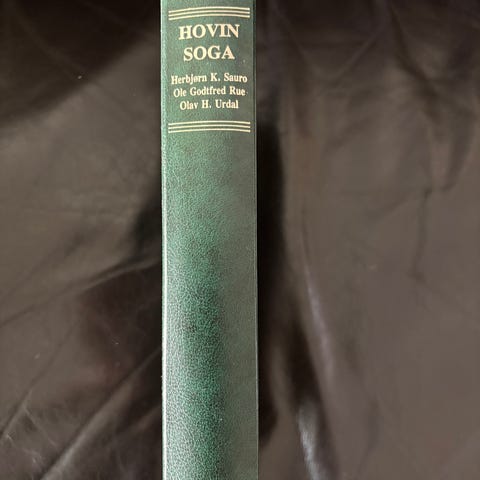 HOVIN
SOGA
Herbjørn K. Sauro
Ole Godtfred Rue
Olav H. Urdal